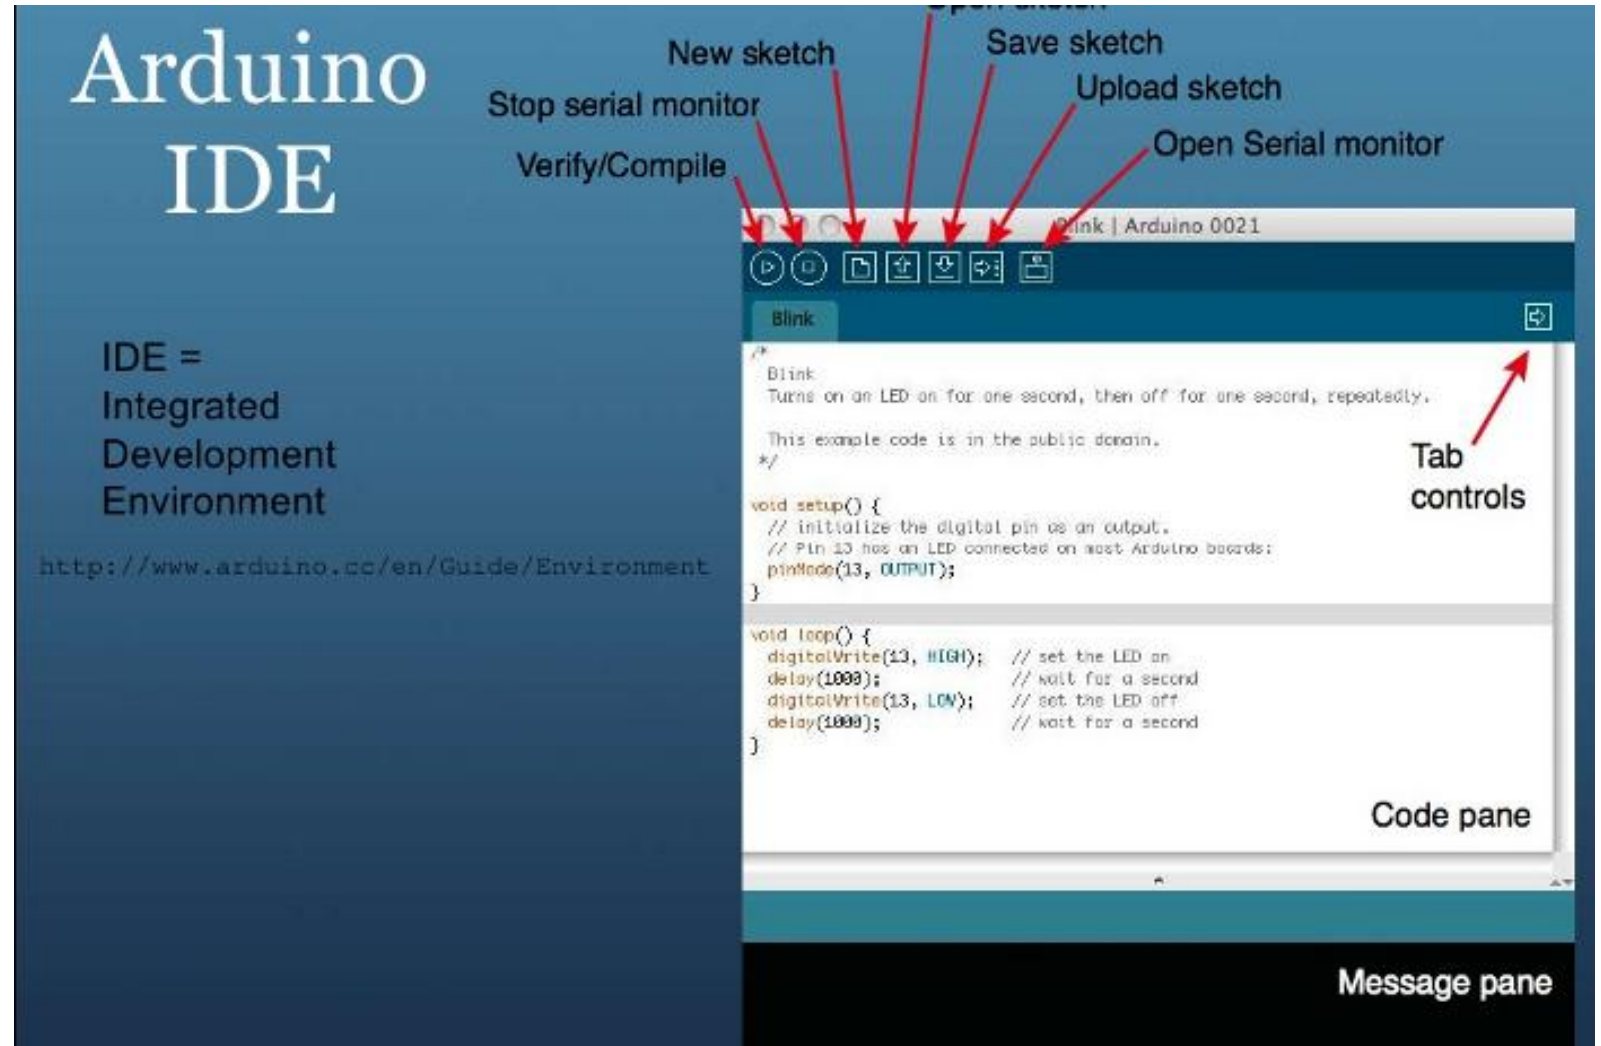 Arduino
IDE
Open sketch
New sketch
Save sketch
Stop serial monitor
Upload sketch
Verify/Compile
Open Serial monitor
Blink | Arduino 0021
Blink
/*
Blink
Turns on an LED on for one second, then off for one second, repeatedly.
This example code is in the public domain.
*/
void setup() {
// initialize the digital pin as an output.
// Pin 13 has an LED connected on most Arduino boards:
pinMode(13, OUTPUT);
}
void loop() {
digitalWrite(13, HIGH); // set the LED on
delay(1000); // wait for a second
digitalWrite(13, LOW); // set the LED off
delay(1000); // wait for a second
}
IDE =
Integrated
Development
Environment
http://www.arduino.cc/en/Guide/Environment
Tab
controls
Code pane
Message pane